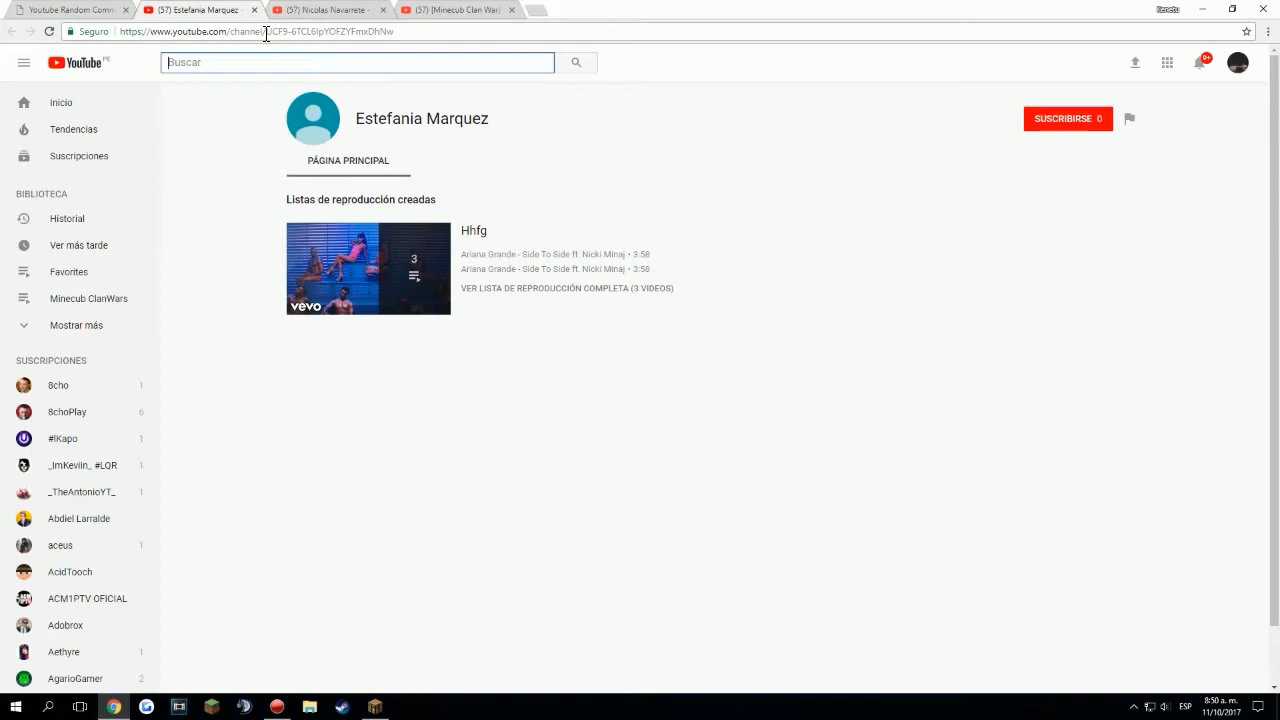 Youtube Random Comm
(57) Estefania Marquez -
(57) Nicolas Navarrete -
(57) [Minecub Clan War]
Seguro
https://www.youtube.com/channel/UCF9-6TCL6lpYOFZYFmxDhNw
YouTube PE
Buscar
9+
Inicio
Tendencias
Suscripciones
BIBLIOTECA
Historial
Ver más tarde
Favorites
Minecub ClanWars
Mostrar más
SUSCRIPCIONES
8cho 1
8choPlay 6
#IKapo 1
_ImKeviin_ #LQR 1
_TheAntonioYT_ 1
Abdiel Larralde
aceus 1
AcidTooch
ACM1PTV OFICIAL
Adobrox
Aethyre 1
AgarioGamer 2
Estefania Marquez
SUSCRIBIRSE 0
PÁGINA PRINCIPAL
Listas de reproducción creadas
3
vevo
Hhfg
Ariana Grande - Side To Side ft. Nicki Minaj • 3:58
Ariana Grande - Side To Side ft. Nicki Minaj • 3:58
VER LISTA DE REPRODUCCIÓN COMPLETA (3 VIDEOS)
ESP
8:50 a. m.
11/10/2017